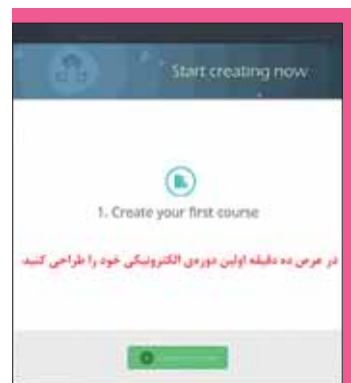 Start creating now
1. Create your first course
در عرض ده دقیقه اولین دوره‌ی الکترونیکی خود را طراحی کنید